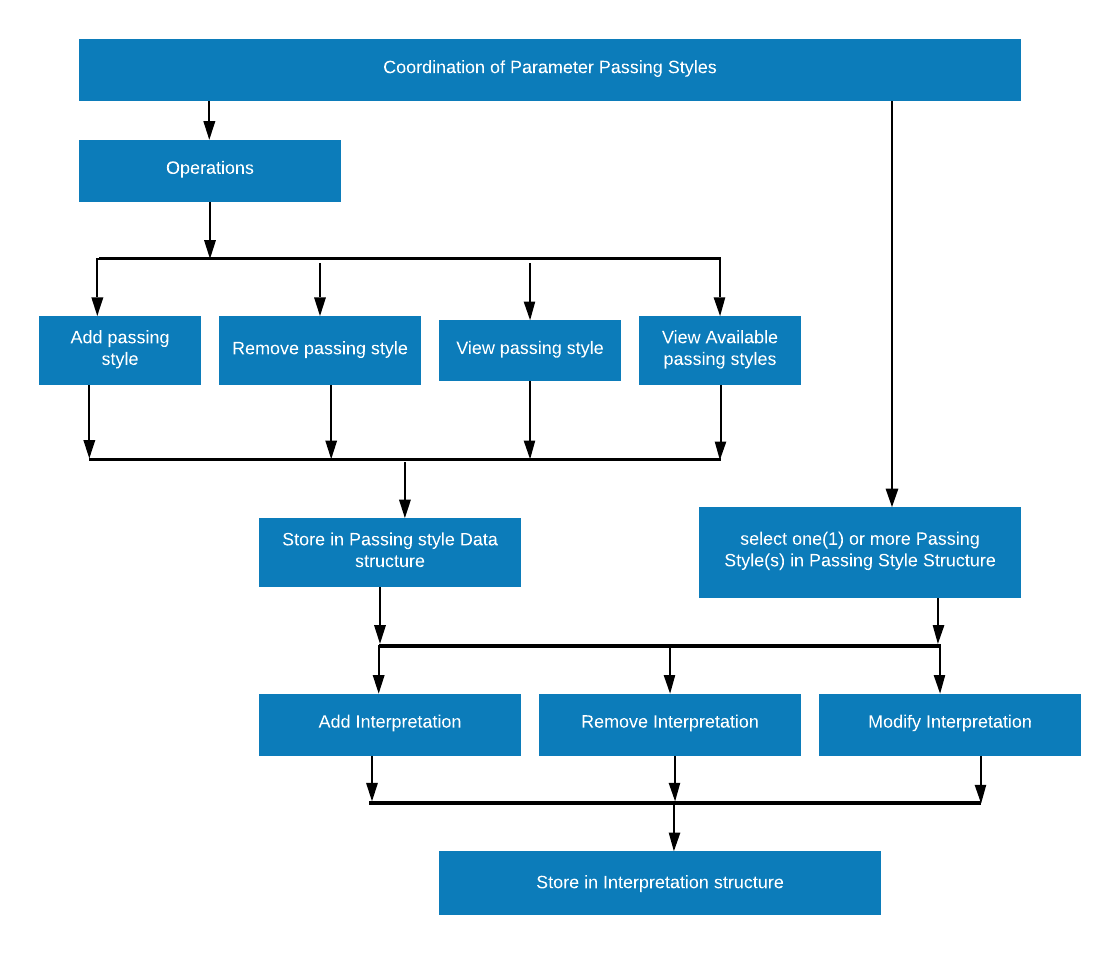 Coordination of Parameter Passing Styles
Operations
Add passing
style
Remove passing style
View passing style
View Available
passing styles
Store in Passing style Data
structure
select one(1) or more Passing
Style(s) in Passing Style Structure
Add Interpretation
Remove Interpretation
Modify Interpretation
Store in Interpretation structure